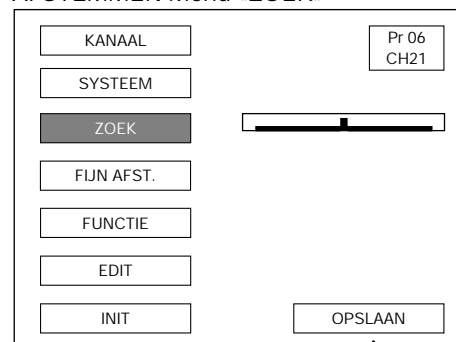 AFSTEMMEN Menu «ZOEK»
KANAAL
Pr 06
CH21
SYSTEEM
ZOEK
FIJN AFST.
FUNCTIE
EDIT
INIT
OPSLAAN